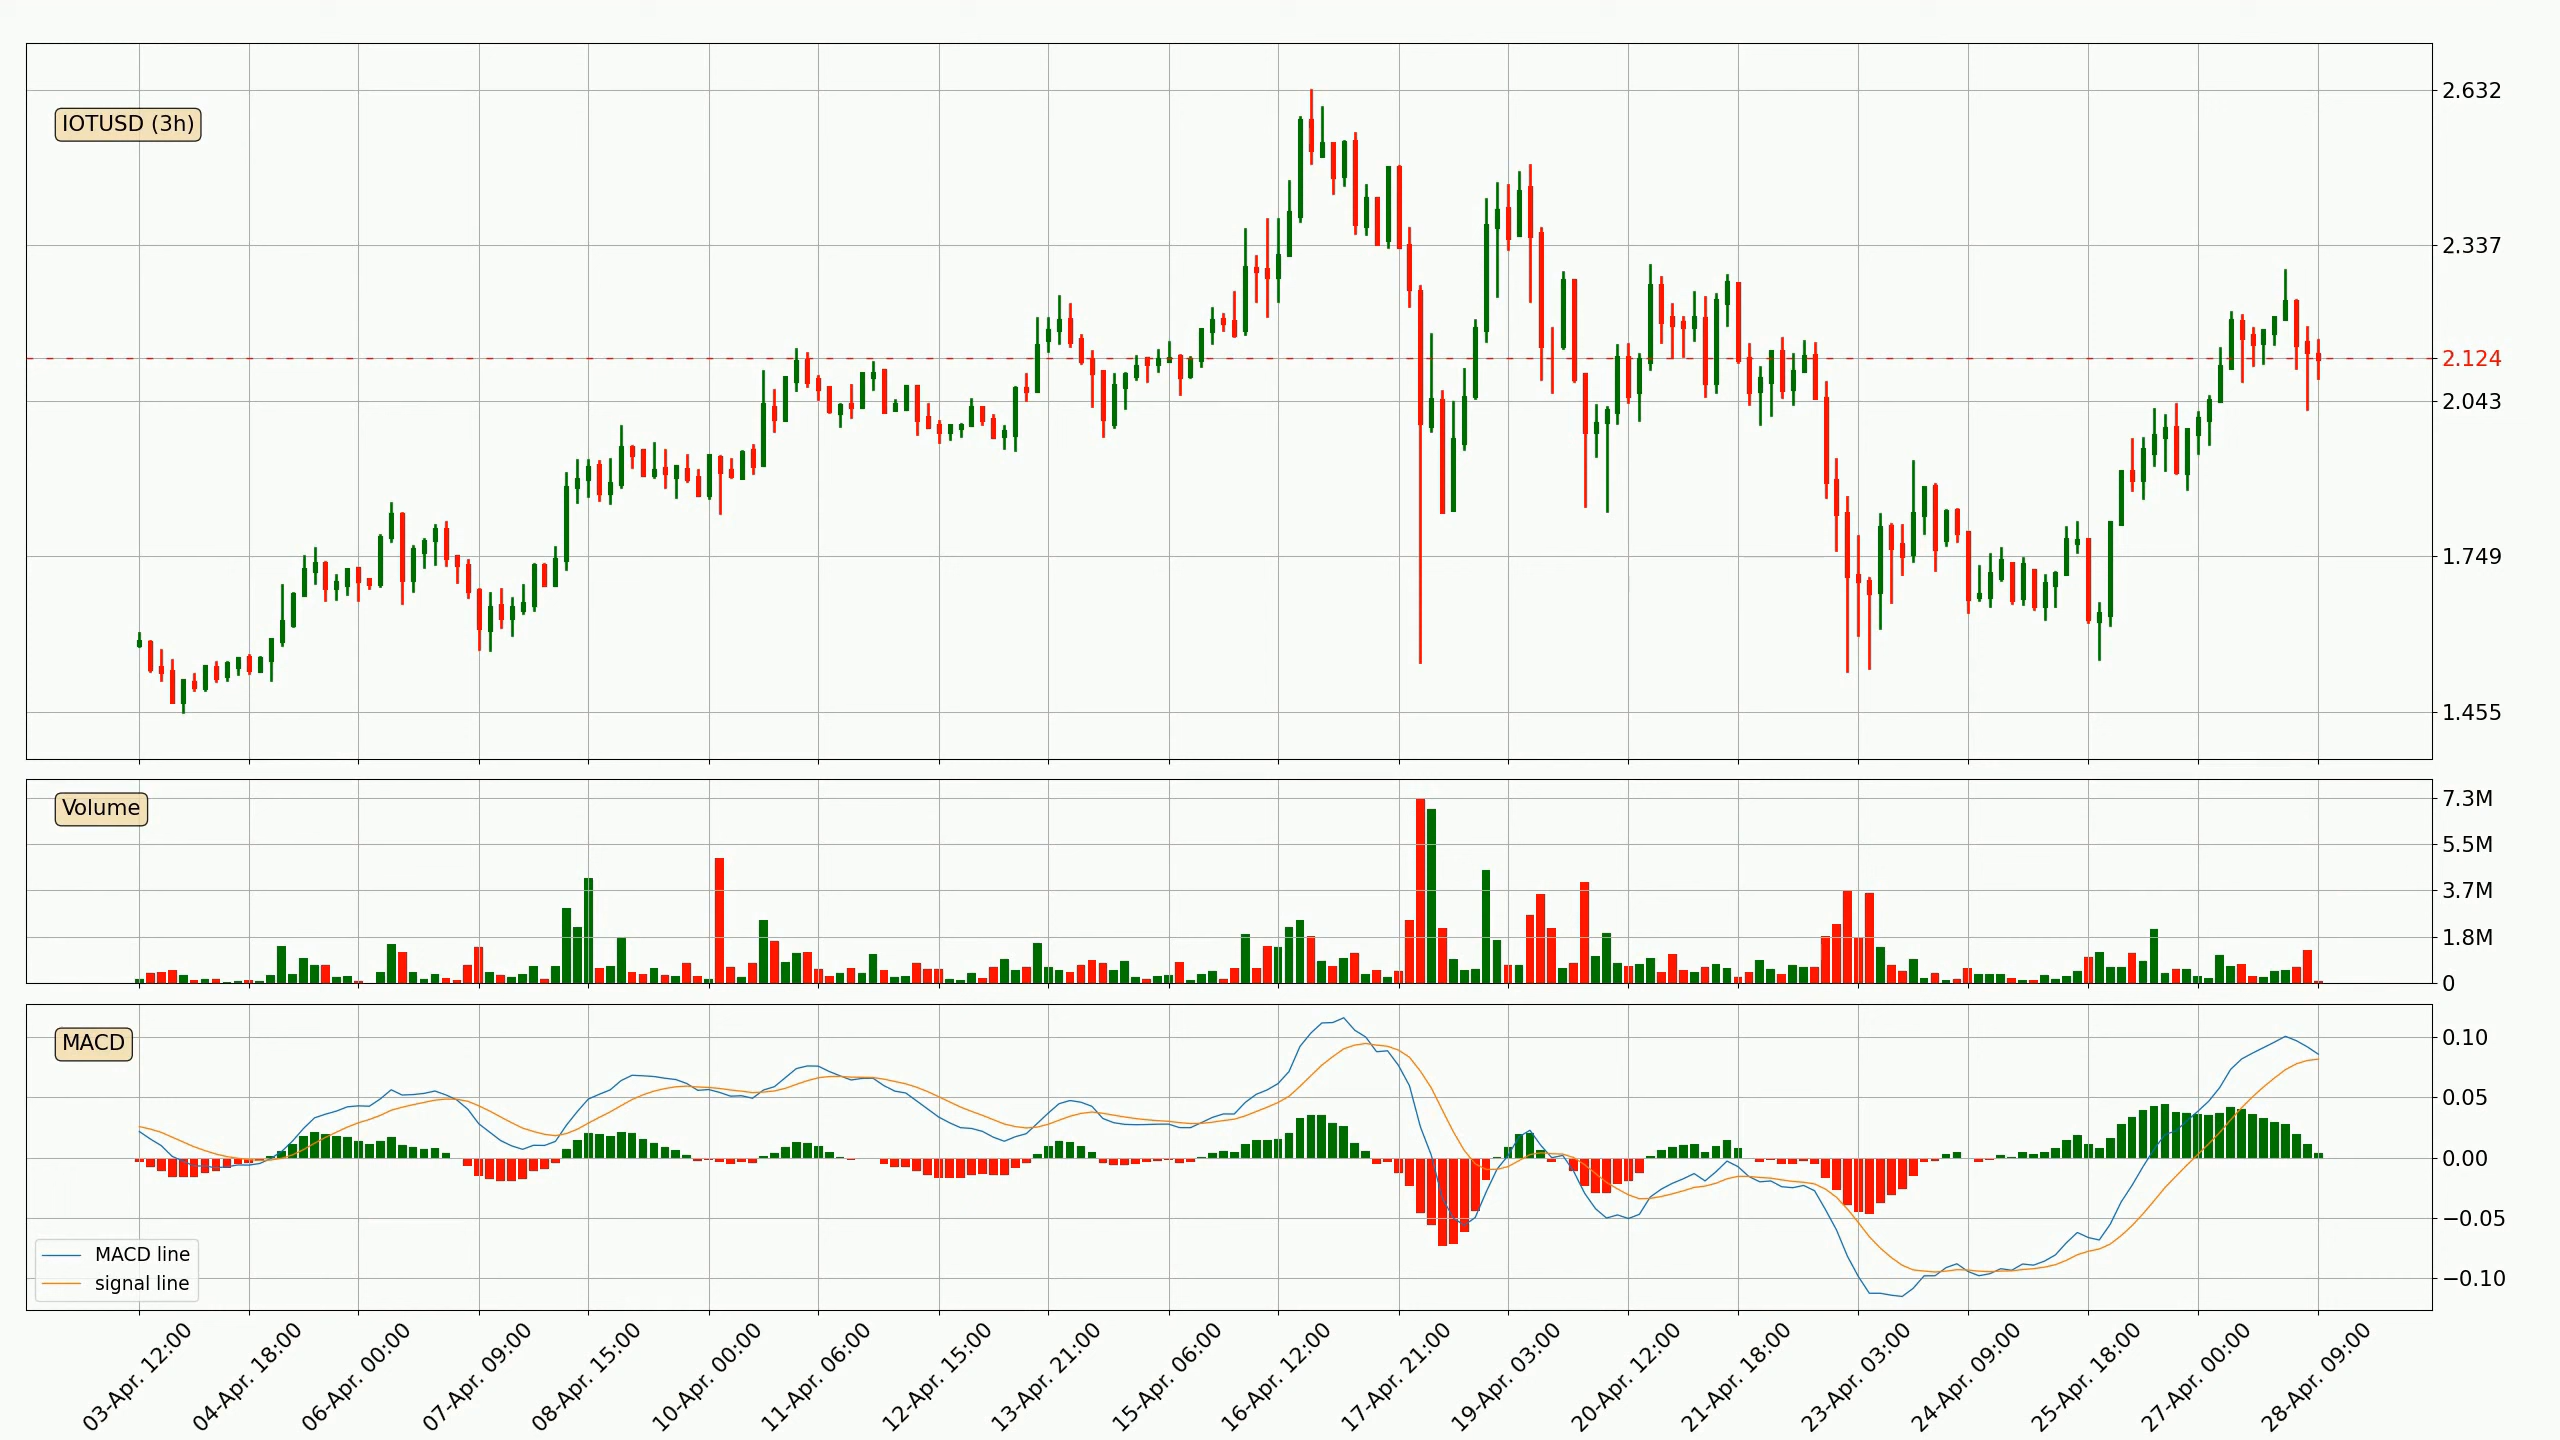 IOTUSD (3h)
2.632
2.337
2.124
2.043
1.749
1.455
Volume
7.3M
5.5M
3.7M
1.8M
0
MACD
0.10
0.05
0.00
−0.05
−0.10
MACD line
signal line
03-Apr. 12:00
04-Apr. 18:00
06-Apr. 00:00
07-Apr. 09:00
08-Apr. 15:00
10-Apr. 00:00
11-Apr. 06:00
12-Apr. 15:00
13-Apr. 21:00
15-Apr. 06:00
16-Apr. 12:00
17-Apr. 21:00
19-Apr. 03:00
20-Apr. 12:00
21-Apr. 18:00
23-Apr. 03:00
24-Apr. 09:00
25-Apr. 18:00
27-Apr. 00:00
28-Apr. 09:00